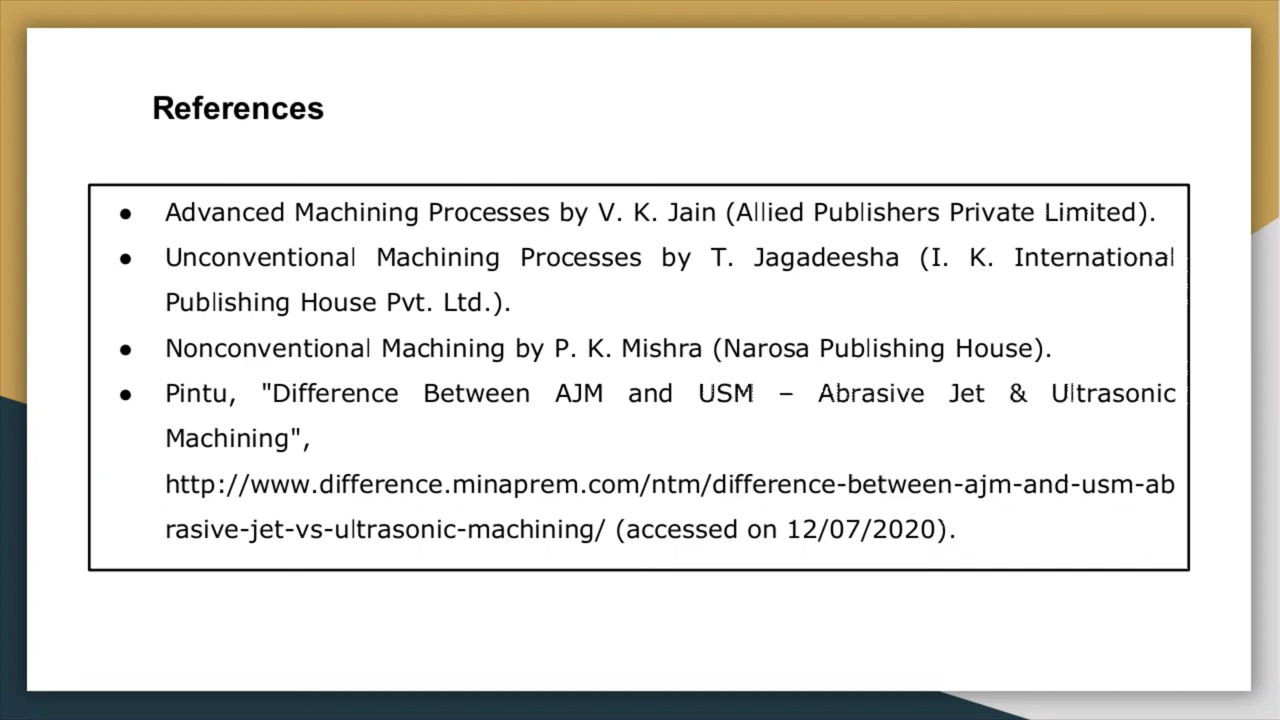 References
● Advanced Machining Processes by V. K. Jain (Allied Publishers Private Limited).
● Unconventional Machining Processes by T. Jagadeesha (I. K. International
Publishing House Pvt. Ltd.).
● Nonconventional Machining by P. K. Mishra (Narosa Publishing House).
● Pintu, "Difference Between AJM and USM – Abrasive Jet & Ultrasonic
Machining",
http://www.difference.minaprem.com/ntm/difference-between-ajm-and-usm-ab
rasive-jet-vs-ultrasonic-machining/ (accessed on 12/07/2020).